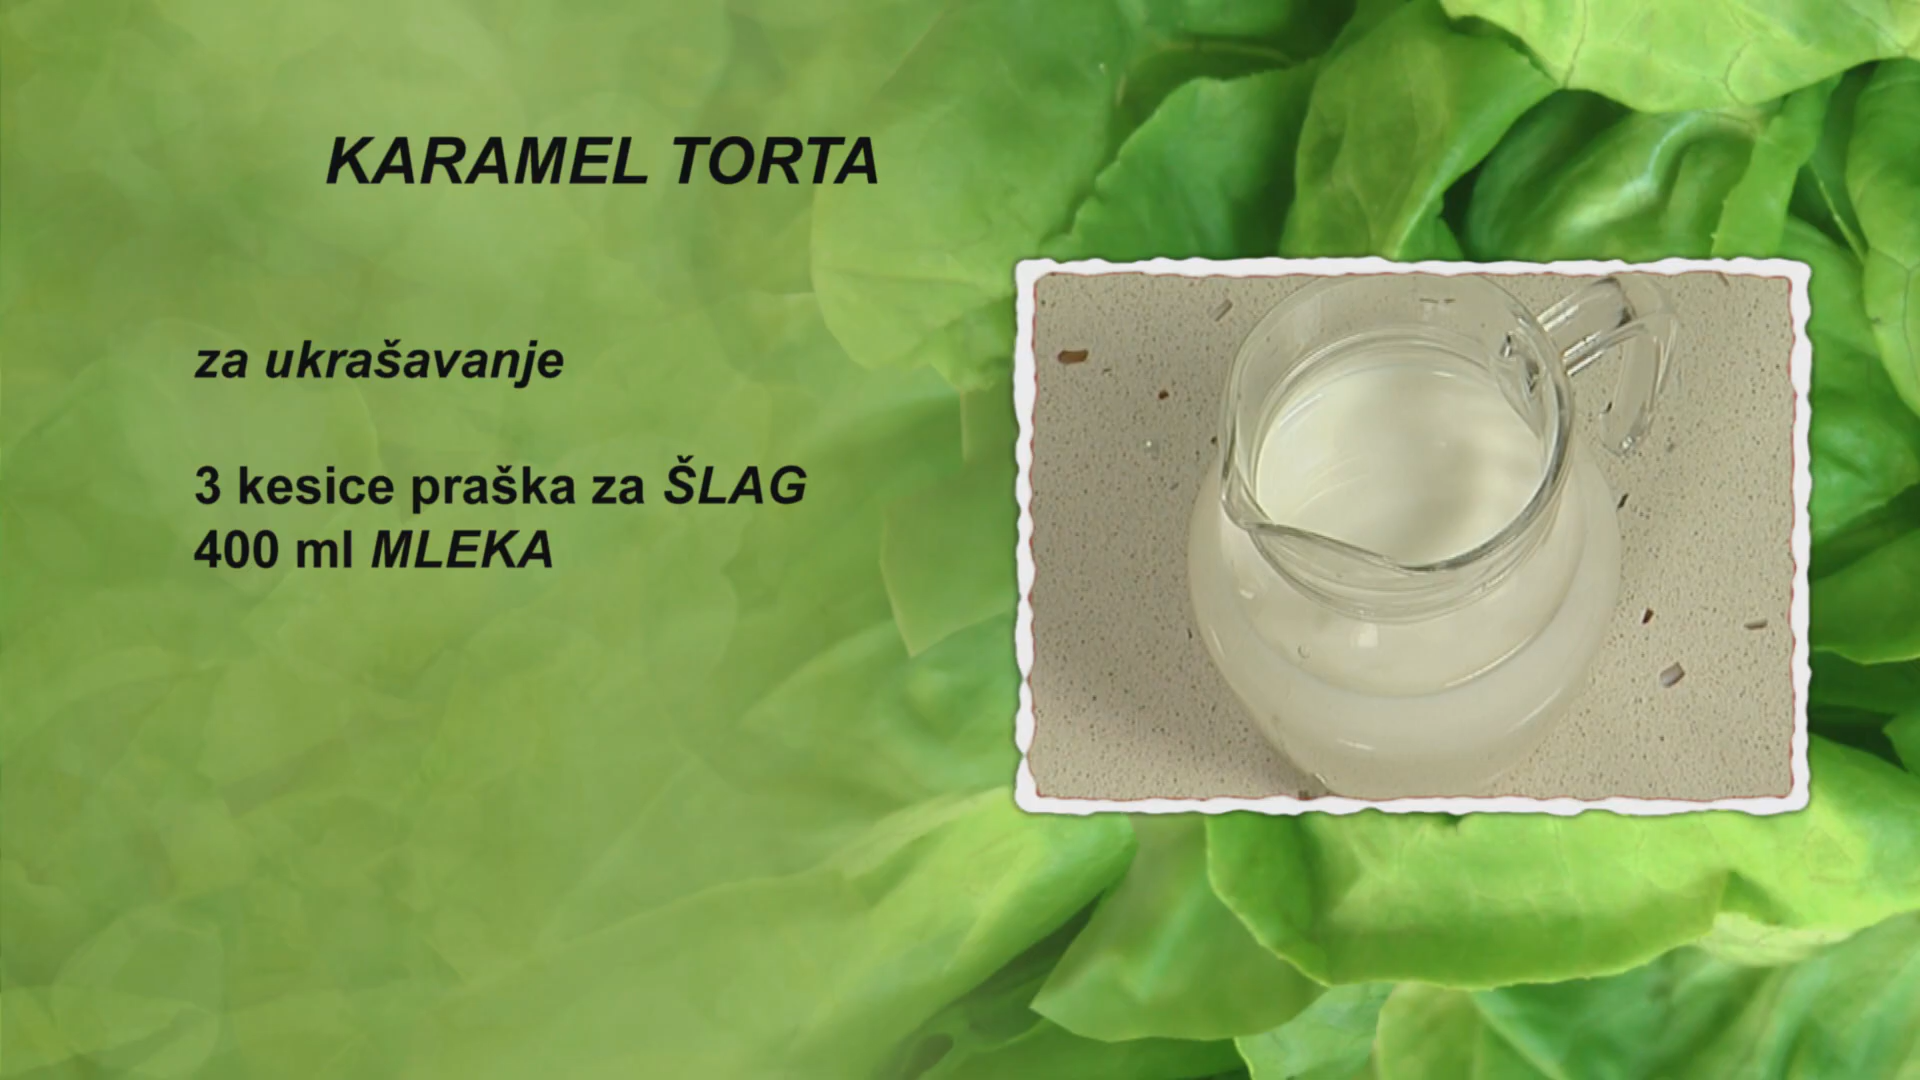 KARAMEL TORTA
za ukrašavanje
3 kesice praška za ŠLAG
400 ml MLEKA